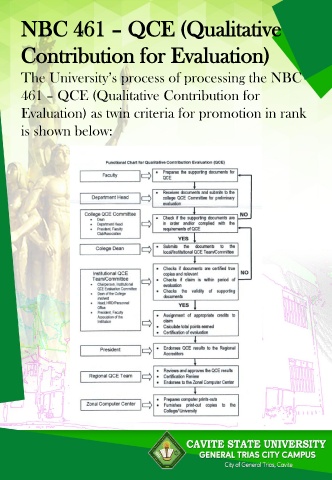 NBC 461 – QCE (Qualitative
Contribution for Evaluation)
The University's process of processing the NBC
461 – QCE (Qualitative Contribution for
Evaluation) as twin criteria for promotion in rank
is shown below:
Functional Chart for Qualitative Contribution Evaluation (QCE)
Faculty
• Prepares the supporting documents for
QCE
Department Head
• Receives documents and submits to the
college QCE Committee for preliminary
evaluation
College QCE Committee
• Dean
• Department Head
• President, Faculty
Club/Association
• Check if the supporting documents are
in order and/or complied with the
requirements of QCE
NO
YES
College Dean
• Submits the documents to the
local/Institutional QCE Team/Committee
Institutional QCE
Team/Committee
• Chairperson, Institutional
QCE Evaluation Committee
• Dean of the College
involved
• Head, HRD/Personnel
Office
• President, Faculty
Association of the
Institution
• Checks if documents are certified true
copies and relevant
• Checks if claim is within period of
evaluation
• Checks the validity of supporting
documents
NO
YES
• Assignment of appropriate credits to
claim
• Calculate total points earned
• Certification of evaluation
President
• Endorses QCE results to the Regional
Accreditors
Regional QCE Team
• Reviews and approves the QCE results
• Certification Review
• Endorses to the Zonal Computer Center
Zonal Computer Center
• Prepares computer prints-outs
• Furnishes print-out copies to the
College/University
CAVITE STATE UNIVERSITY
GENERAL TRIAS CITY CAMPUS
City of General Trias, Cavite